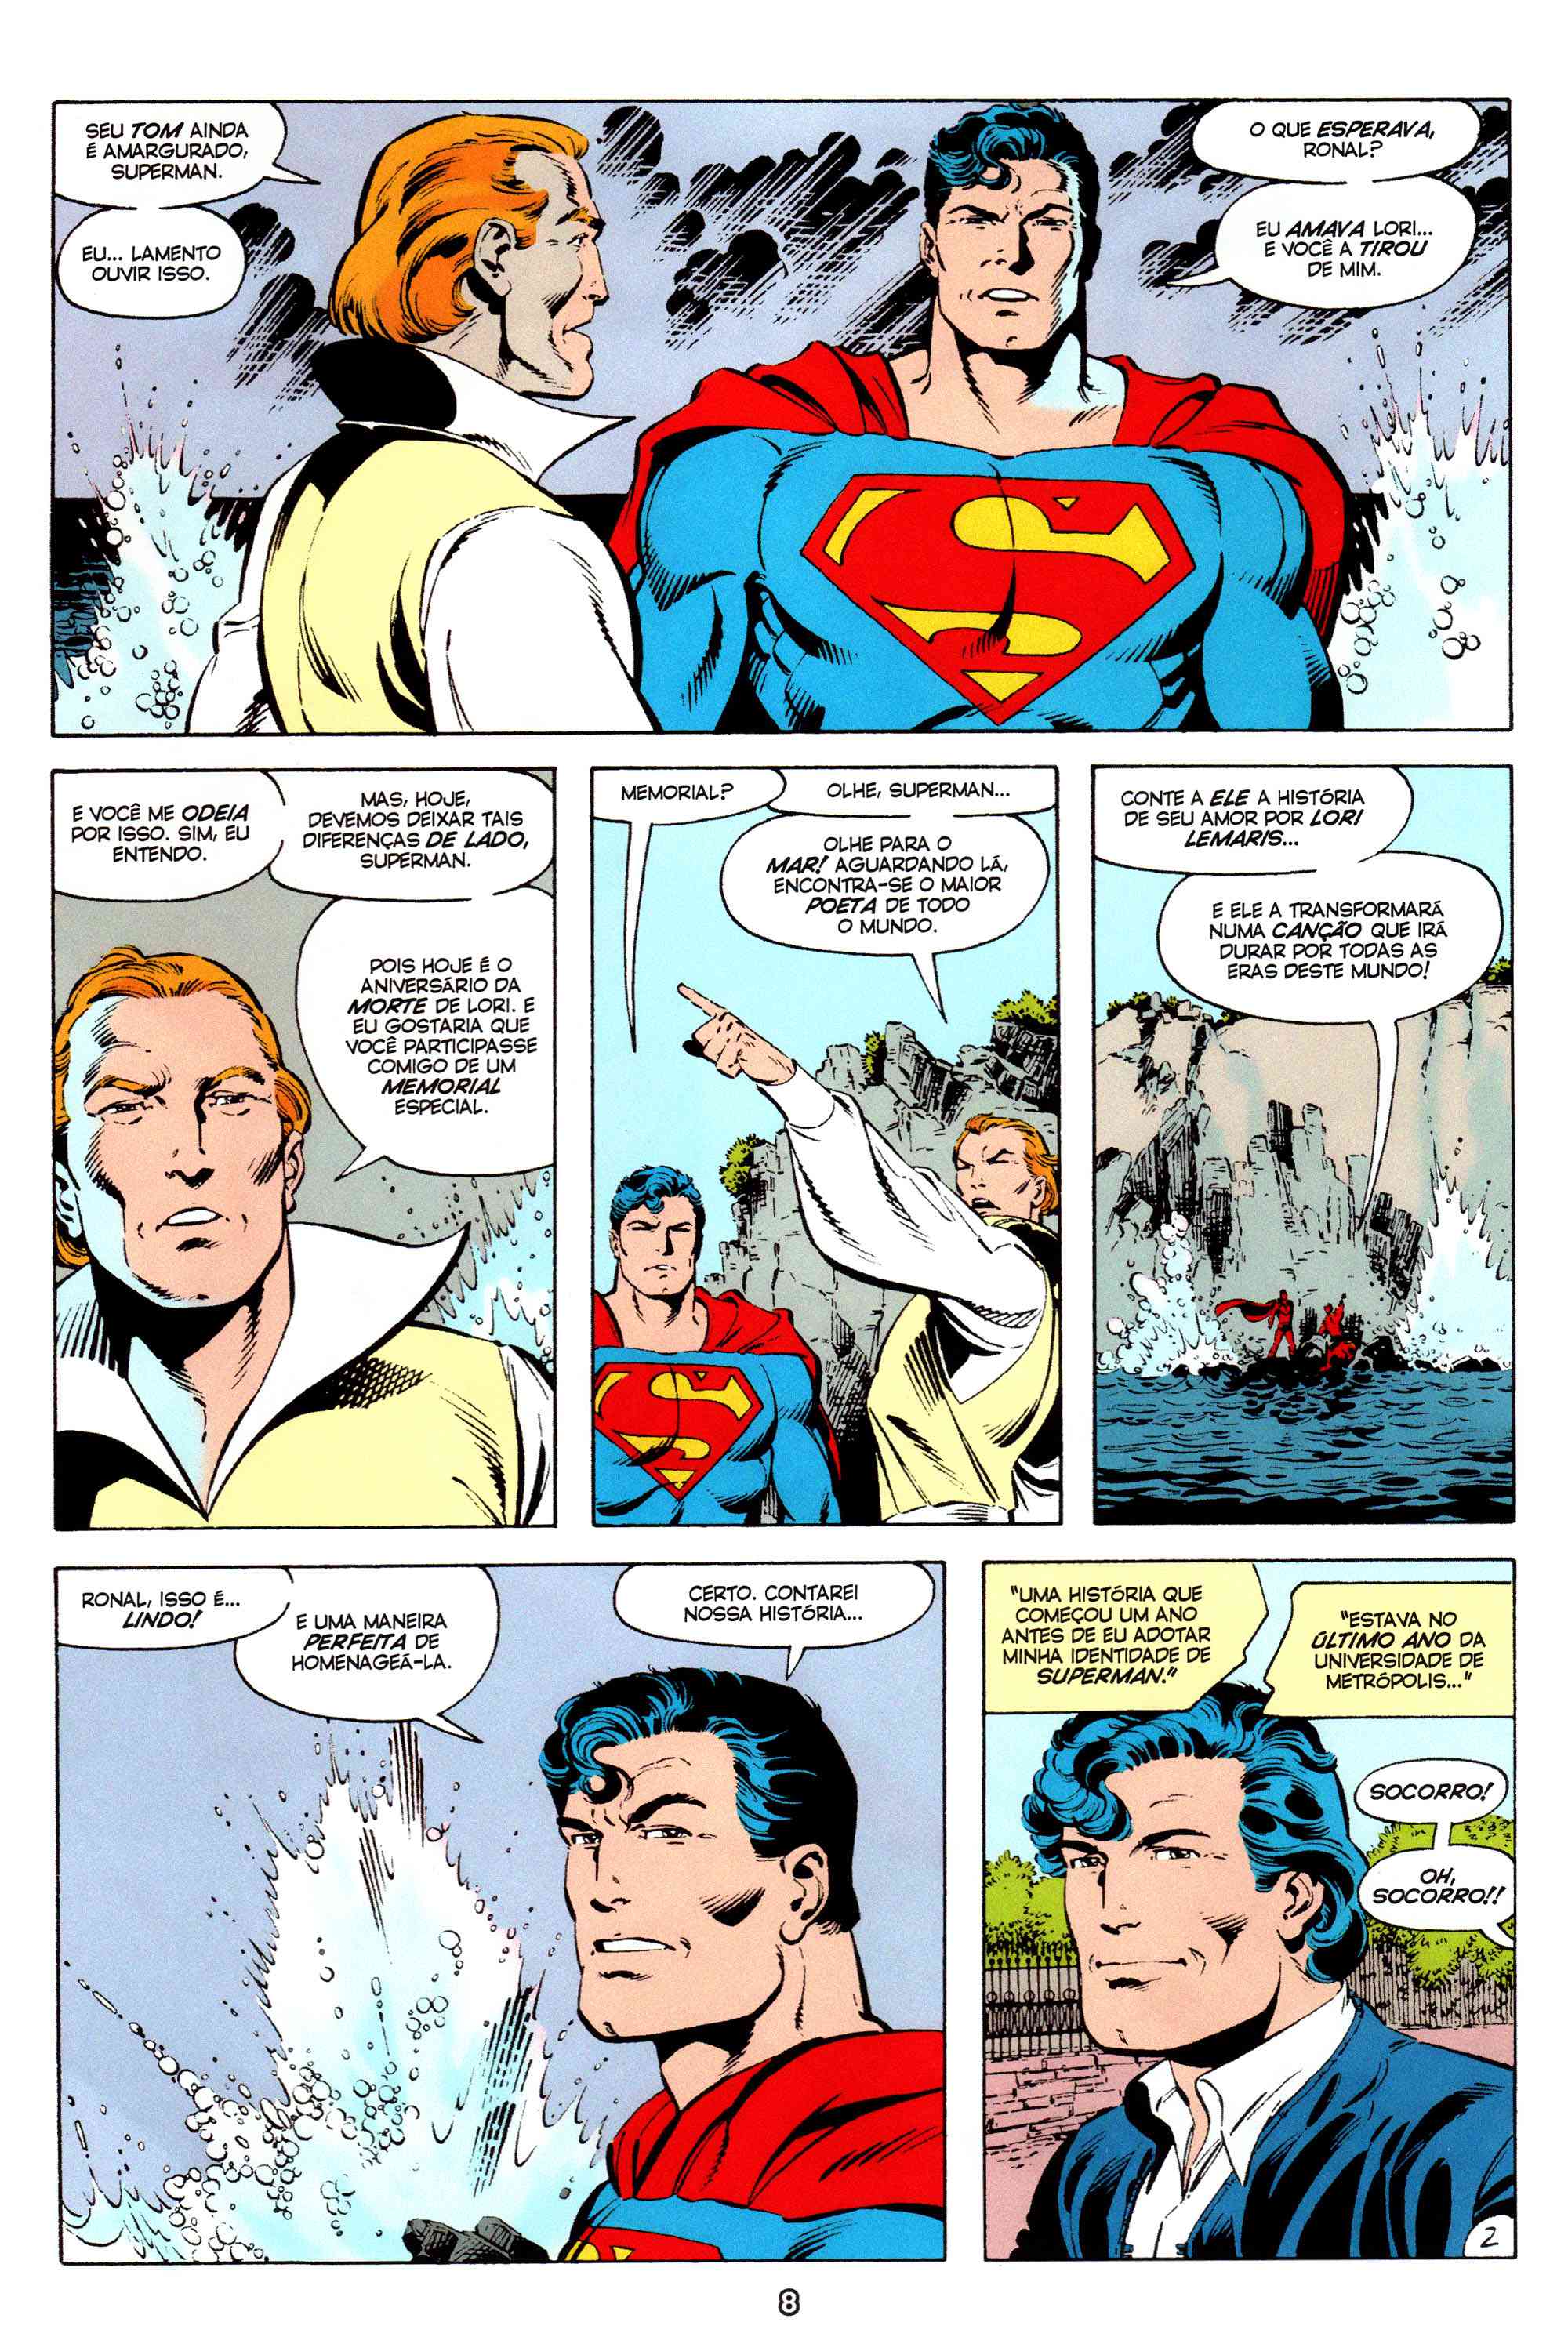 SEU TOM AINDA
É AMARGURADO,
SUPERMAN.
EU... LAMENTO
OUVIR ISSO.
O QUE ESPERAVA,
RONAL?
EU AMAVA LORI...
E VOCÊ A TIROU
DE MIM.
E VOCÊ ME ODEIA
POR ISSO. SIM, EU
ENTENDO.
MAS, HOJE,
DEVEMOS DEIXAR TAIS
DIFERENÇAS DE LADO,
SUPERMAN.
POIS HOJE É O
ANIVERSÁRIO DA
MORTE DE LORI. E
EU GOSTARIA QUE
VOCÊ PARTICIPASSE
COMIGO DE UM
MEMORIAL
ESPECIAL.
MEMORIAL?
OLHE, SUPERMAN...
OLHE PARA O
MAR! AGUARDANDO LÁ,
ENCONTRA-SE O MAIOR
POETA DE TODO
O MUNDO.
CONTE A ELE A HISTÓRIA
DE SEU AMOR POR LORI
LEMARIS...
E ELE A TRANSFORMARÁ
NUMA CANÇÃO QUE IRÁ
DURAR POR TODAS AS
ERAS DESTE MUNDO!
RONAL, ISSO É...
LINDO!
E UMA MANEIRA
PERFEITA DE
HOMENAGEÁ-LA.
CERTO. CONTAREI
NOSSA HISTÓRIA...
"UMA HISTÓRIA QUE
COMEÇOU UM ANO
ANTES DE EU ADOTAR
MINHA IDENTIDADE DE
SUPERMAN."
"ESTAVA NO
ÚLTIMO ANO DA
UNIVERSIDADE DE
METRÓPOLIS..."
SOCORRO!
OH,
SOCORRO!!
2
8